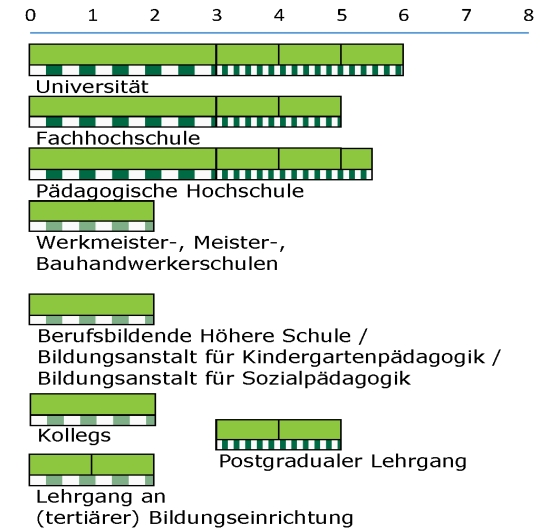 0 1 2 3 4 5 6 7 8
Universität
Fachhochschule
Pädagogische Hochschule
Werkmeister-, Meister-,
Bauhandwerkerschulen
Berufsbildende Höhere Schule /
Bildungsanstalt für Kindergartenpädagogik /
Bildungsanstalt für Sozialpädagogik
Kollegs
Postgradualer Lehrgang
Lehrgang an
(tertiärer) Bildungseinrichtung